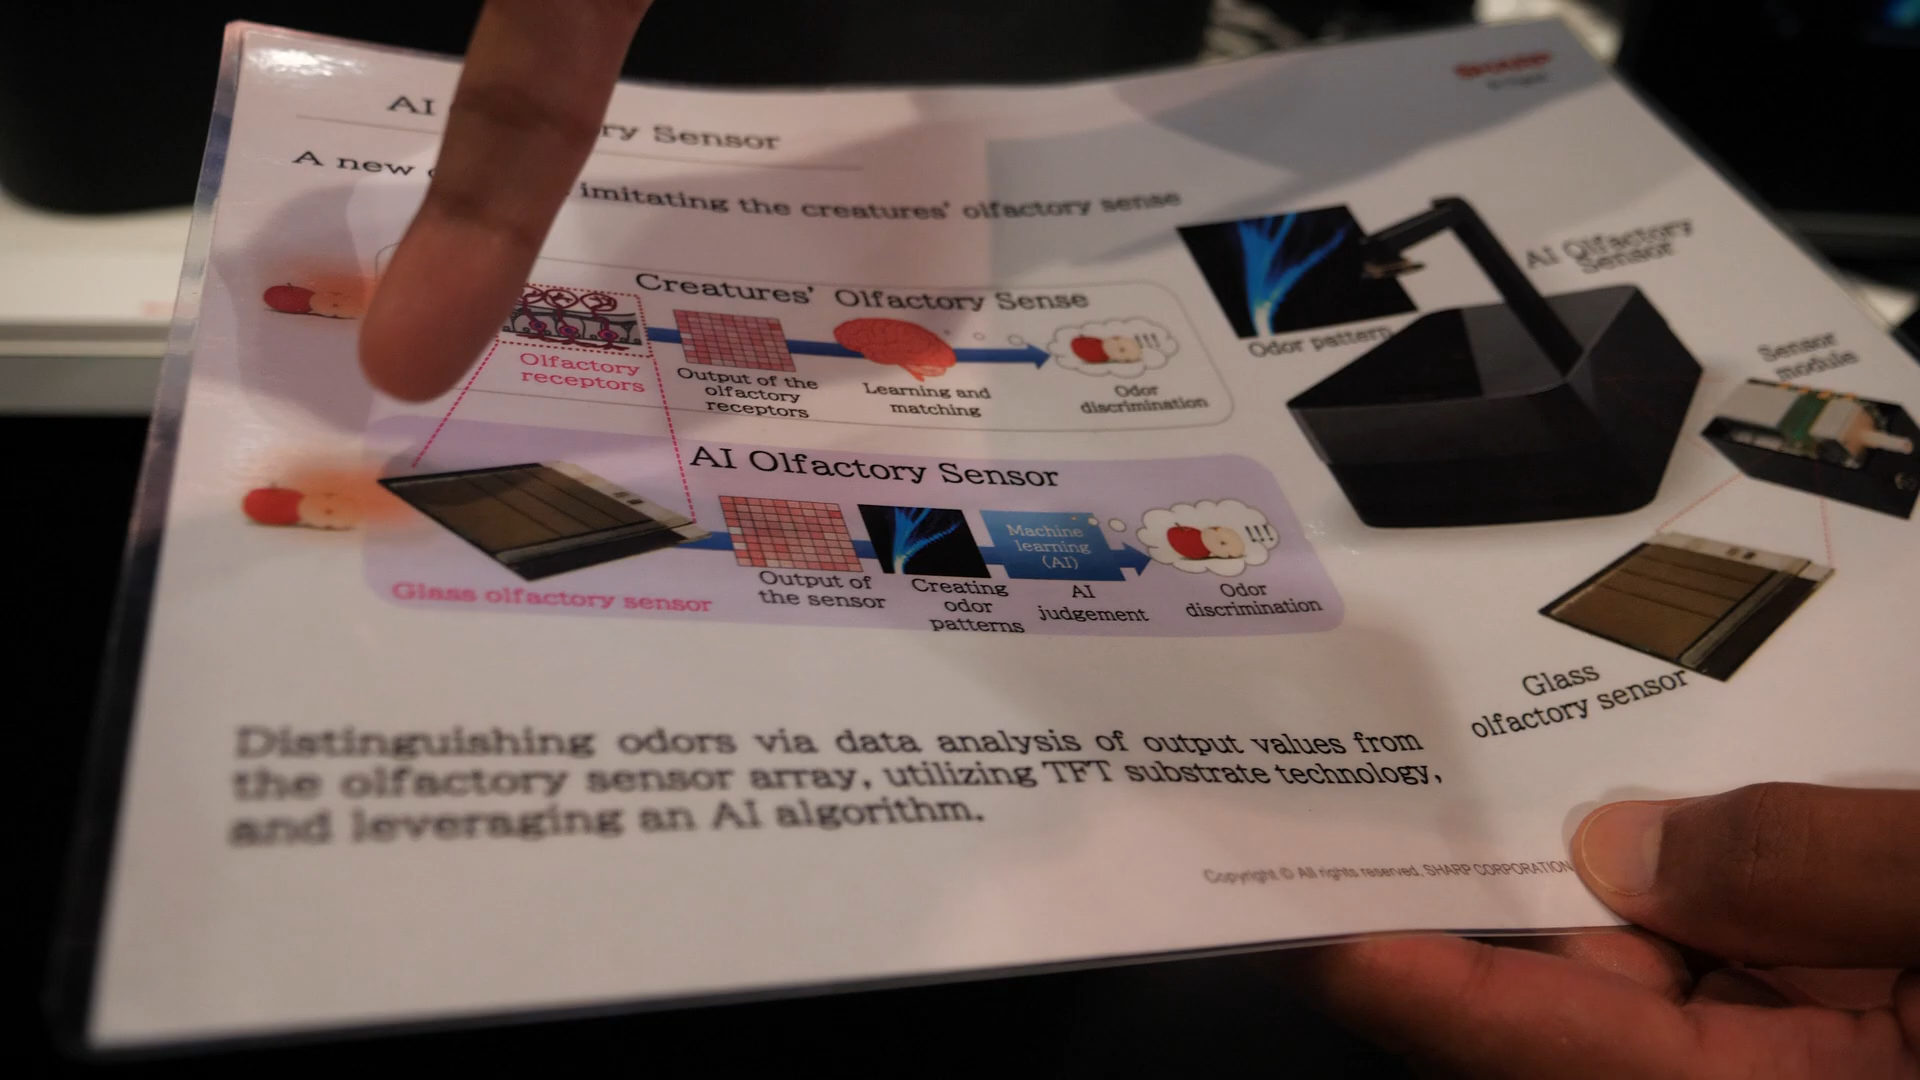 AI ry Sensor
A new imitating the creatures' olfactory sense
SHARP
Creatures' Olfactory Sense
Olfactory
receptors
Output of the
olfactory
receptors
Learning and
matching
!!!
Odor
discrimination
AI Olfactory Sensor
Glass olfactory sensor
Output of
the sensor
Creating
odor
patterns
Machine
learning
(AI)
AI
judgement
!!!
Odor
discrimination
Odor pattern
AI Olfactory
Sensor
Sensor
module
Glass
olfactory sensor
Distinguishing odors via data analysis of output values from
the olfactory sensor array, utilizing TFT substrate technology,
and leveraging an AI algorithm.
Copyright © All rights reserved, SHARP CORPORATION